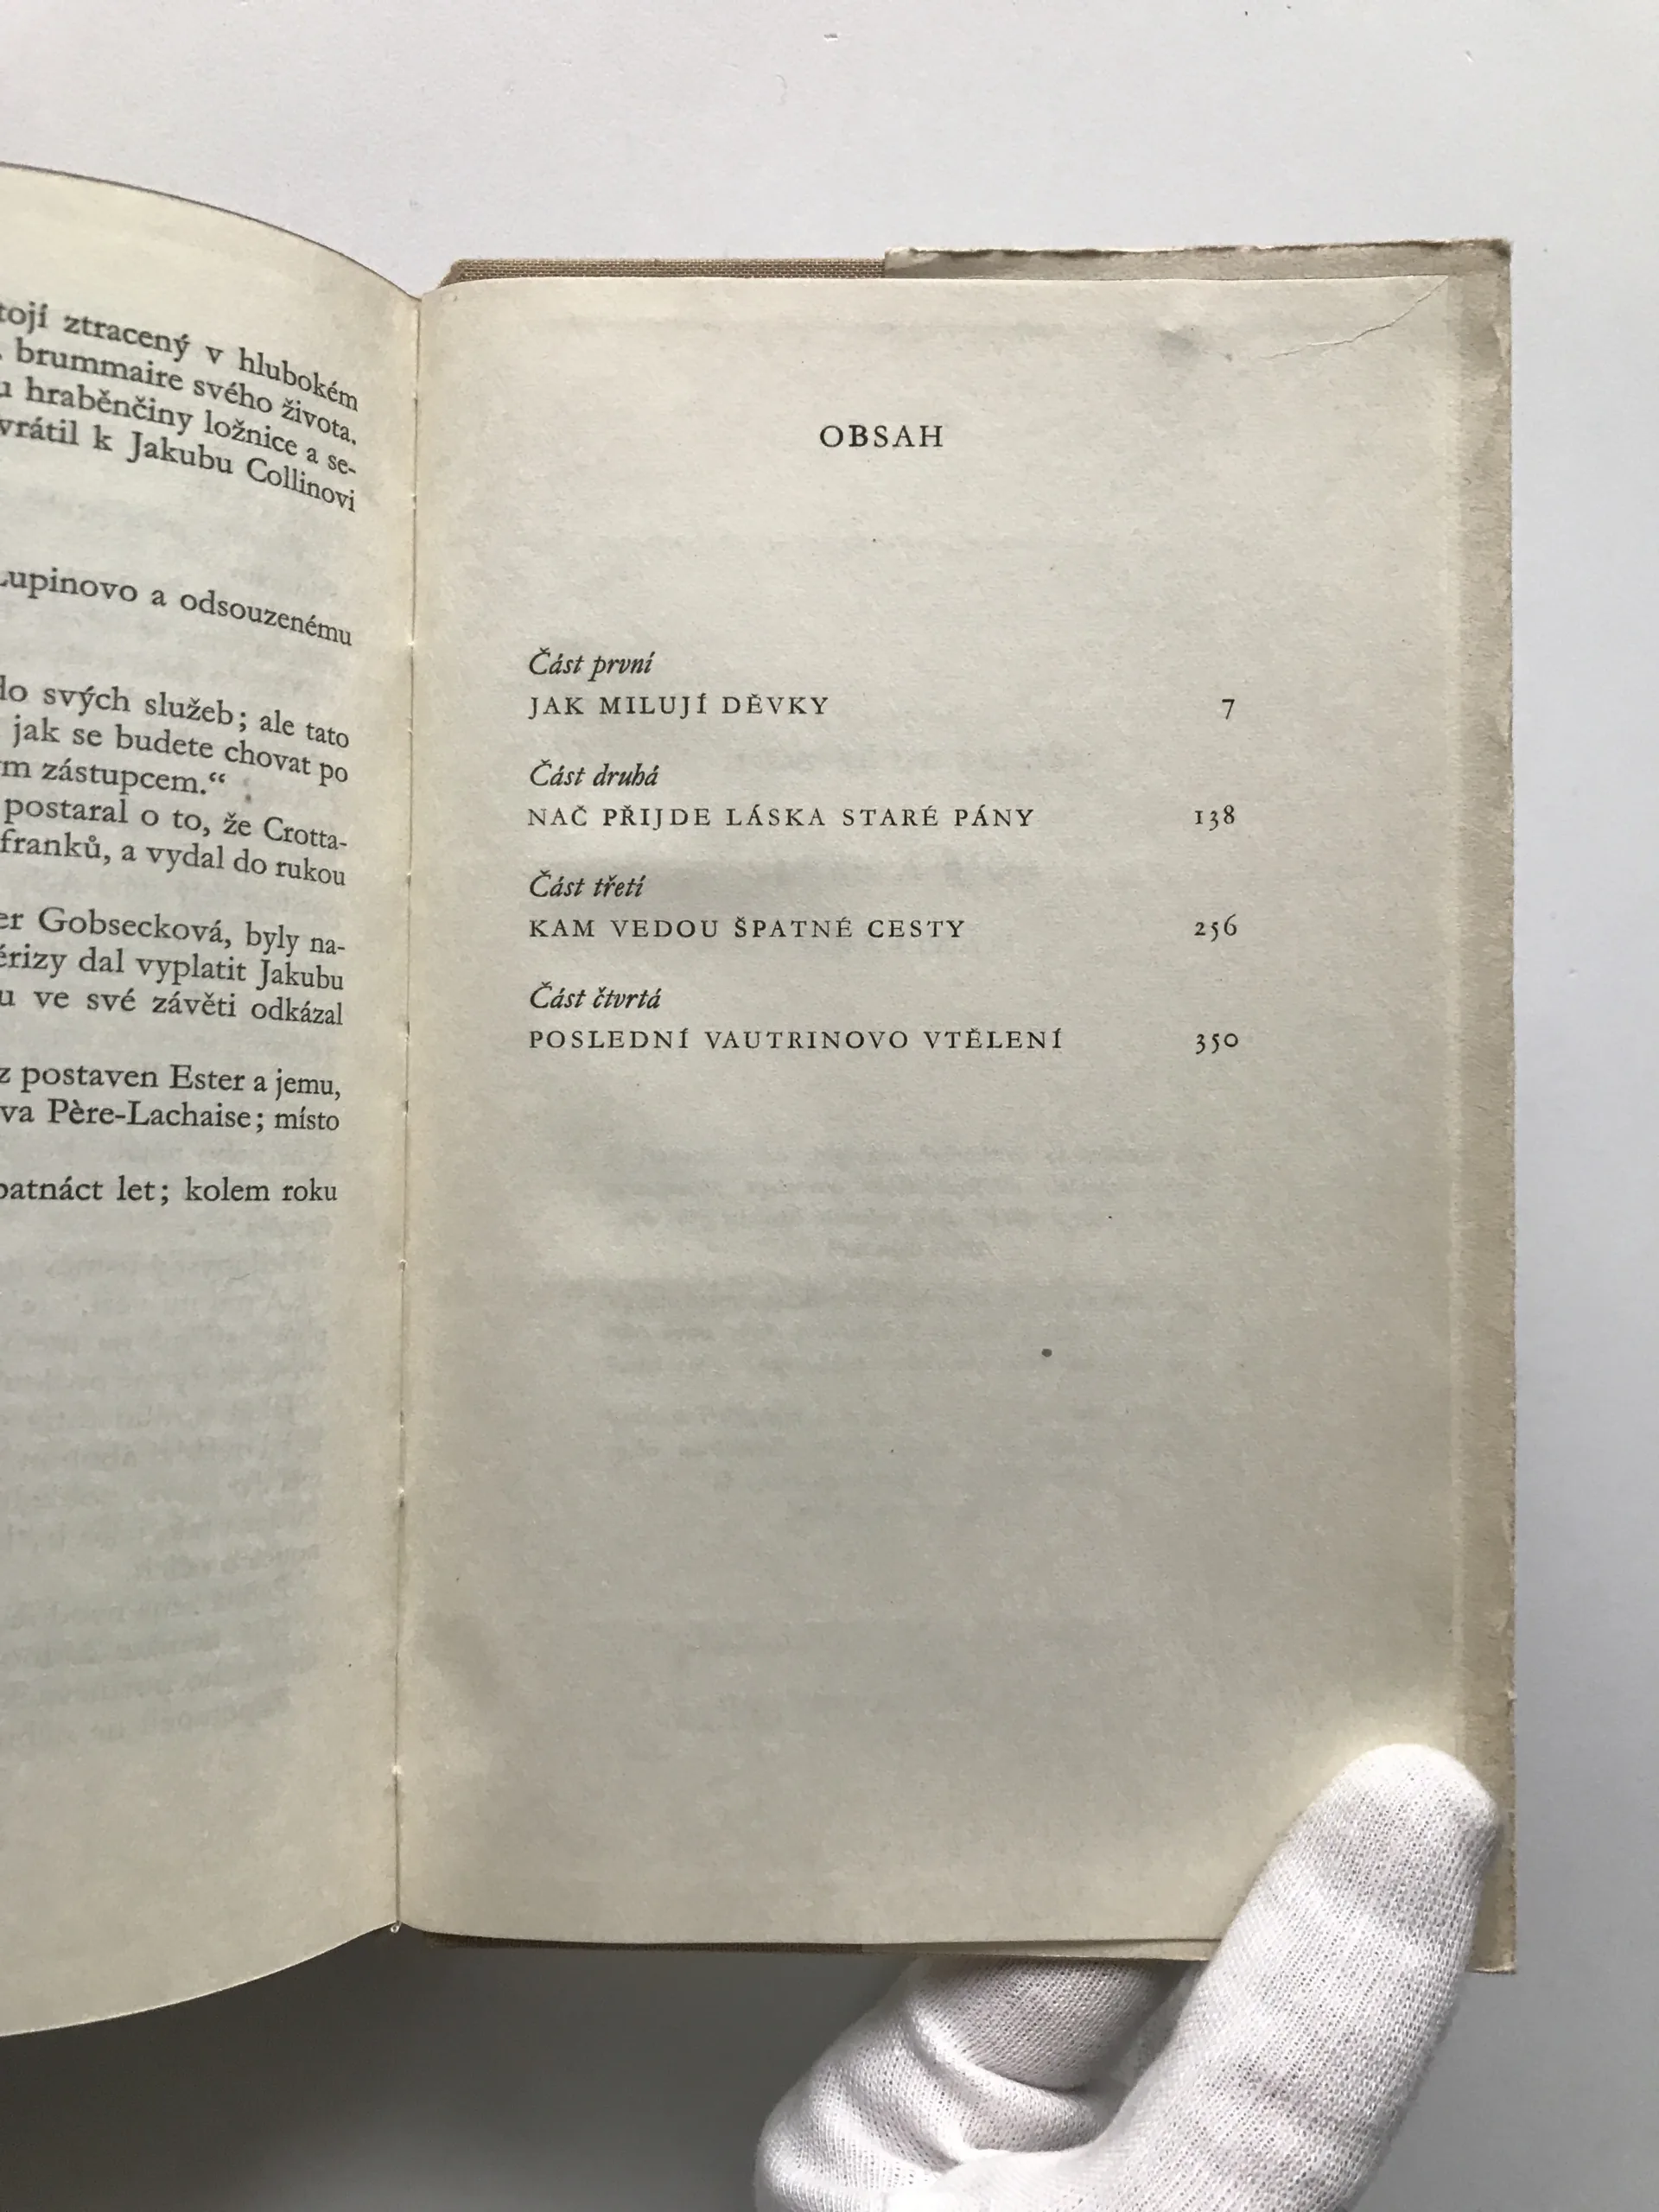 tojí ztracený v hlubokém
brummaire svého života.
u hraběnčiny ložnice a se-
vrátil k Jakubu Collinovi
Lupinovo a odsouzenému
do svých služeb; ale tato
jak se budete chovat po
m zástupcem.“
postaral o to, že Crotta-
franků, a vydal do rukou
er Gobsecková, byly na-
érizy dal vyplatit Jakubu
u ve své závěti odkázal
z postaven Ester a jemu,
va Père-Lachaise; místo
patnáct let; kolem roku
OBSAH
Část první
JAK MILUJÍ DĚVKY 7
Část druhá
NAČ PŘIJDE LÁSKA STARÉ PÁNY 138
Část třetí
KAM VEDOU ŠPATNÉ CESTY 256
Část čtvrtá
POSLEDNÍ VAUTRINOVO VTĚLENÍ 350